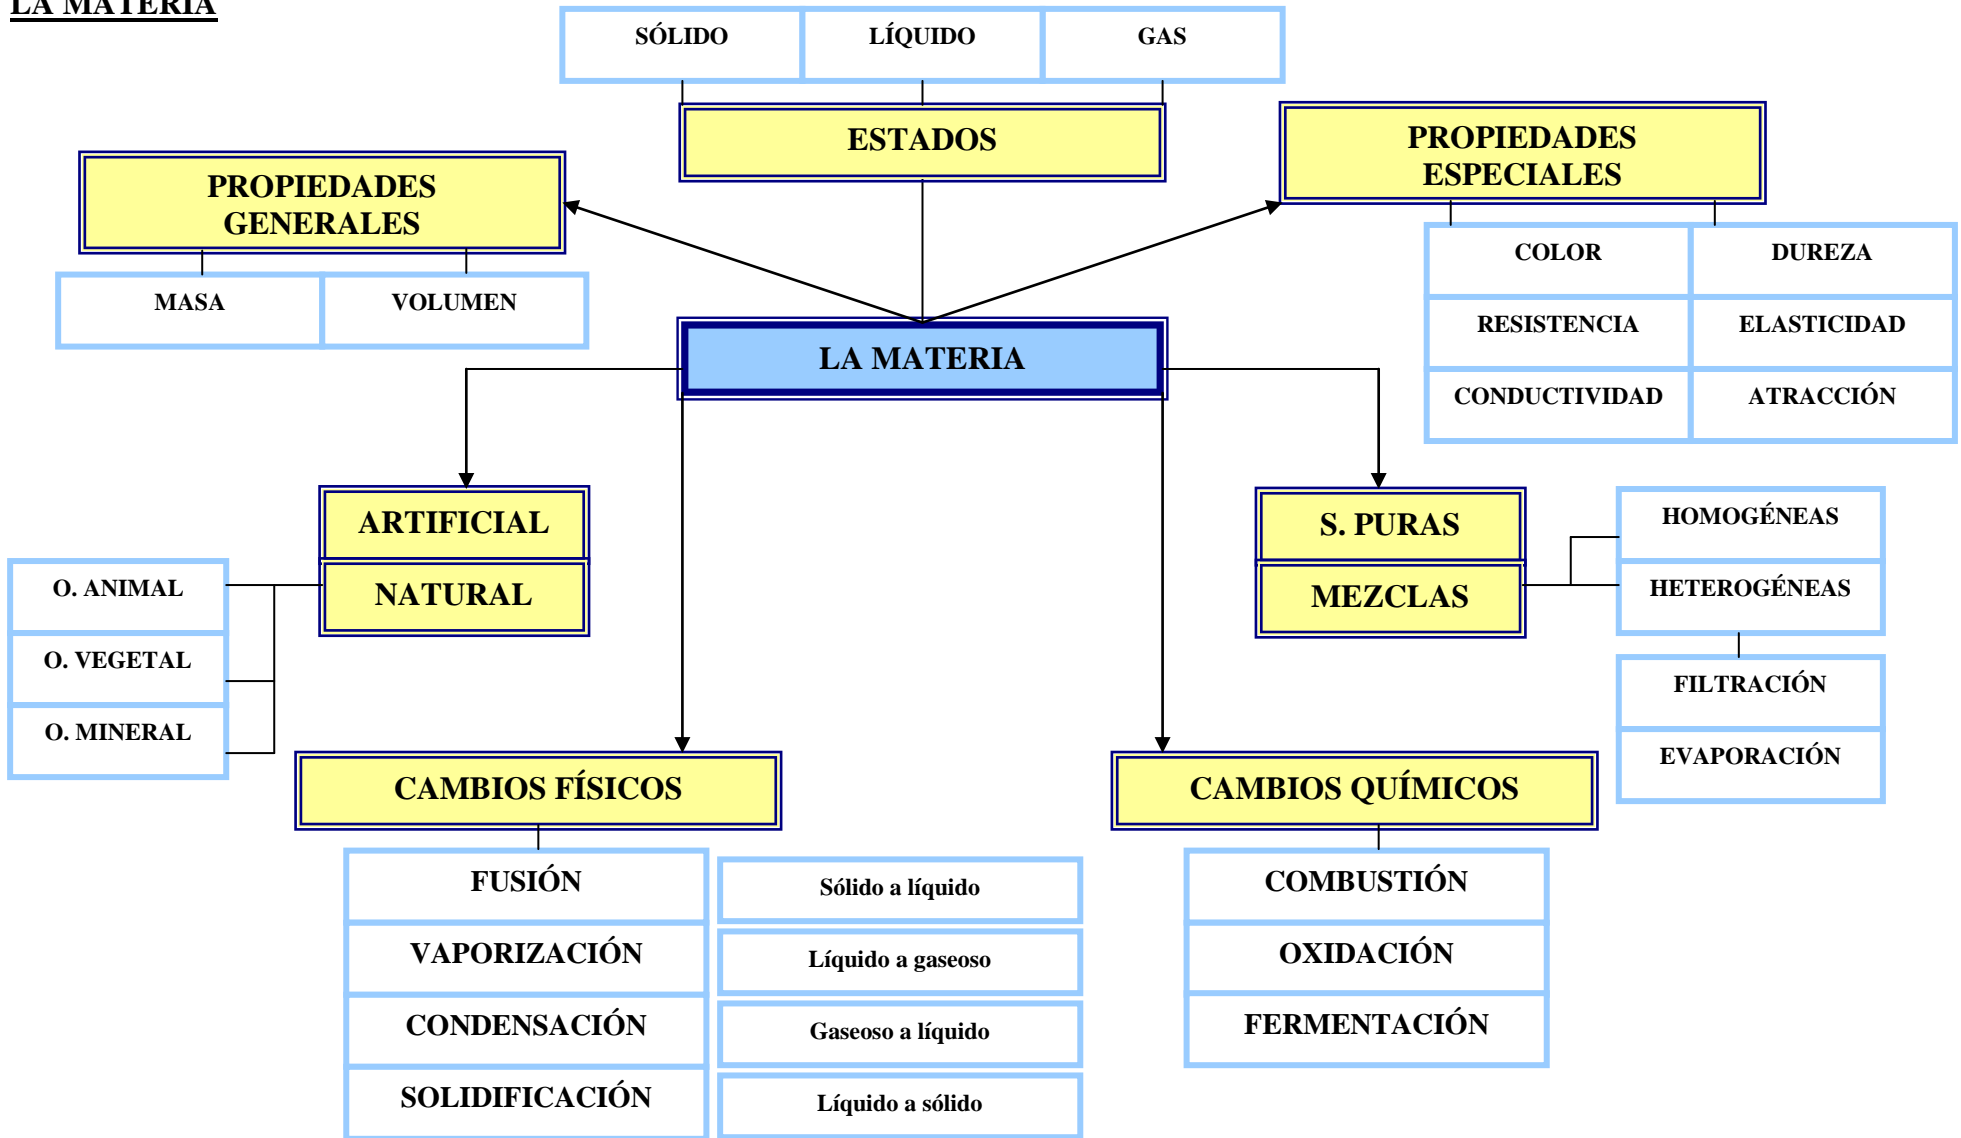 LA MATERIA
SÓLIDO
LÍQUIDO
GAS
ESTADOS
PROPIEDADES
ESPECIALES
COLOR
DUREZA
RESISTENCIA
ELASTICIDAD
CONDUCTIVIDAD
ATRACCIÓN
PROPIEDADES
GENERALES
MASA
VOLUMEN
LA MATERIA
ARTIFICIAL
NATURAL
O. ANIMAL
O. VEGETAL
O. MINERAL
S. PURAS
MEZCLAS
HOMOGÉNEAS
HETEROGÉNEAS
FILTRACIÓN
EVAPORACIÓN
CAMBIOS FÍSICOS
FUSIÓN
Sólido a líquido
VAPORIZACIÓN
Líquido a gaseoso
CONDENSACIÓN
Gaseoso a líquido
SOLIDIFICACIÓN
Líquido a sólido
CAMBIOS QUÍMICOS
COMBUSTIÓN
OXIDACIÓN
FERMENTACIÓN